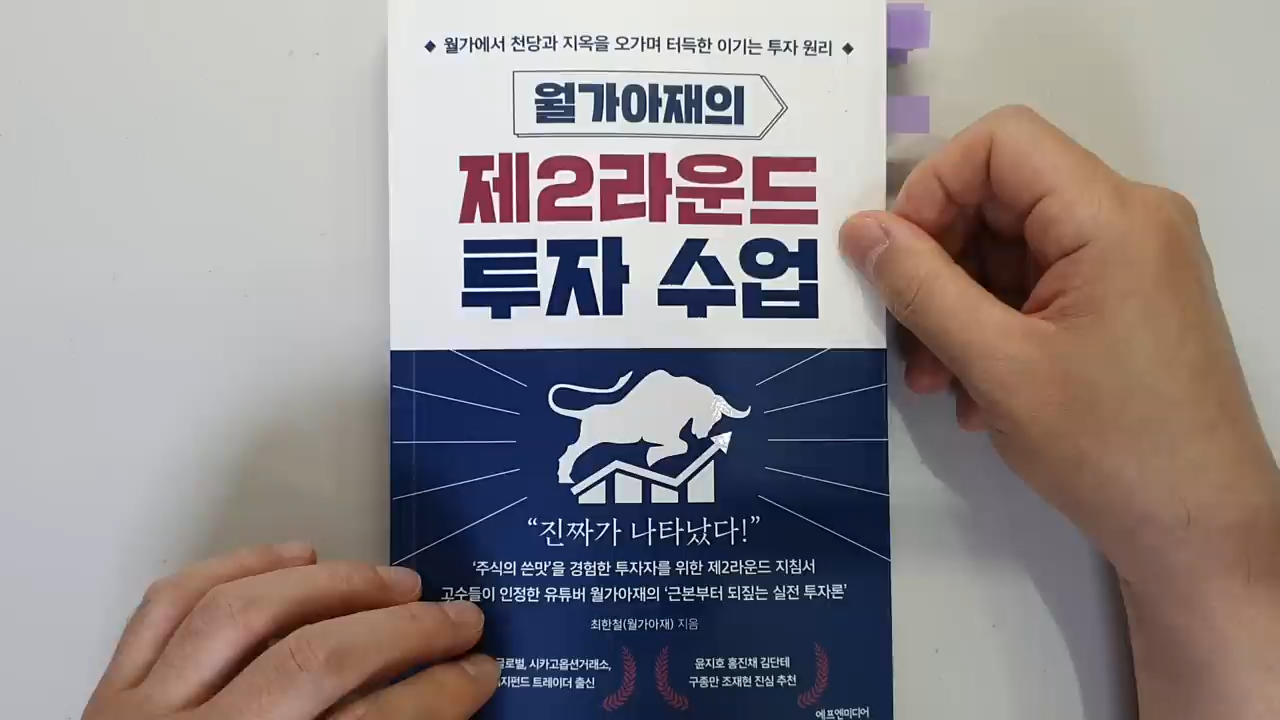 ◆ 월가에서 천당과 지옥을 오가며 터득한 이기는 투자 원리 ◆
월가아재의
제2라운드
투자 수업
“진짜가 나타났다!”
‘주식의 쓴맛’을 경험한 투자자를 위한 제2라운드 지침서
고수들이 인정한 유튜버 월가아재의 ‘근본부터 되짚는 실전 투자론’
최한철(월가아재) 지음
글로벌, 시카고옵션거래소,
트레이더 출신
윤지호 홍진채 김단테
구종만 조재현 진심 추천
에프엔미디어